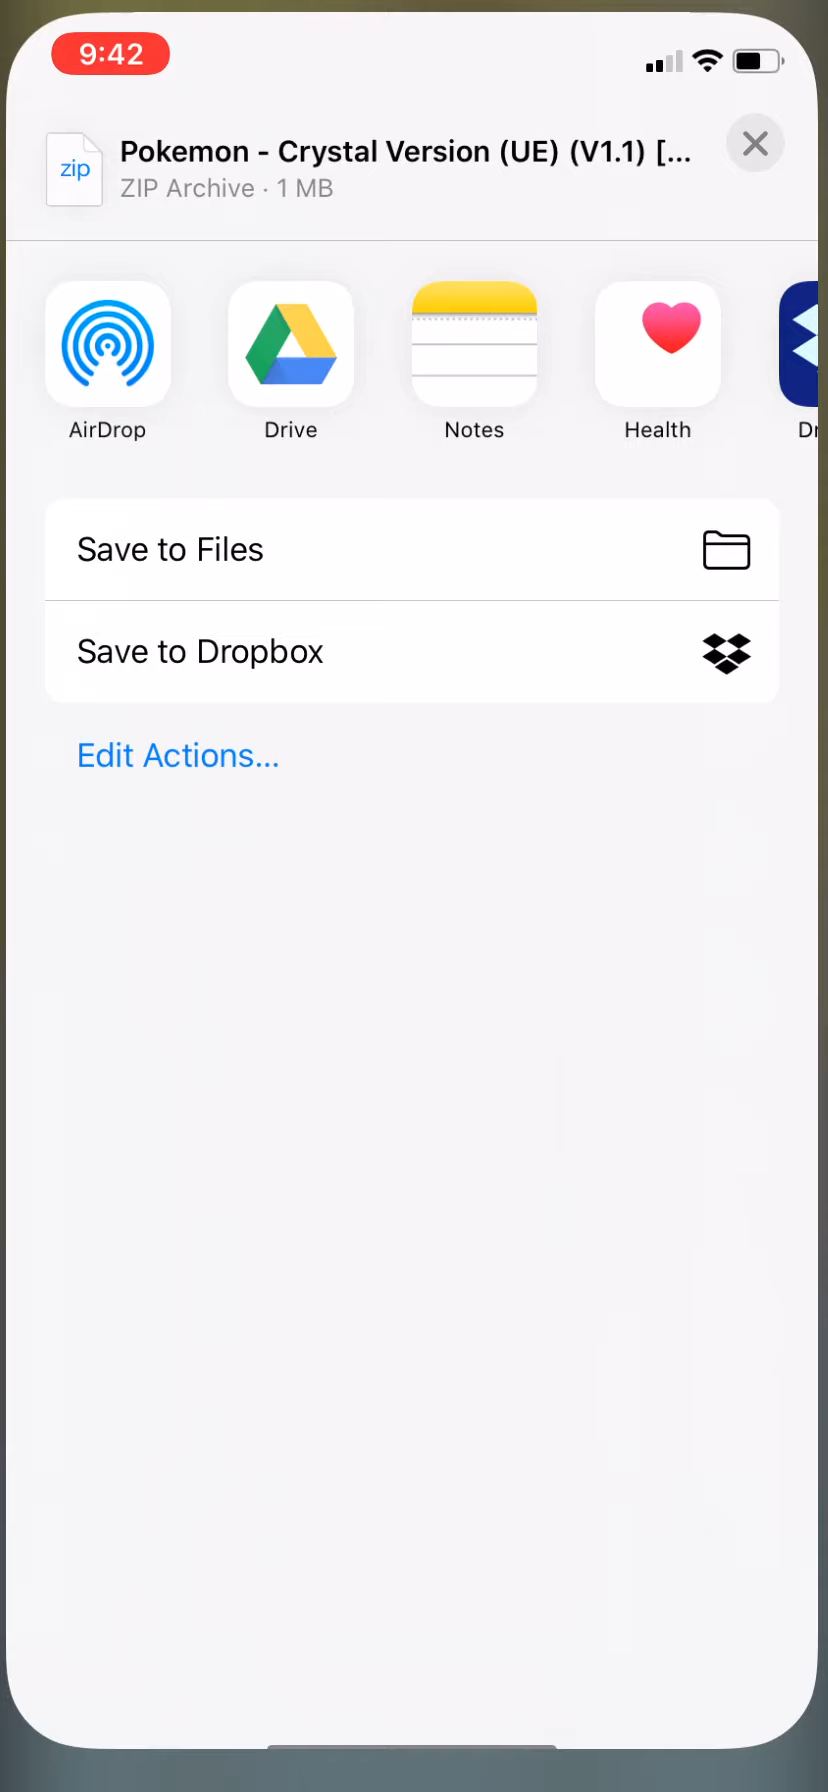 9:42
zip
Pokemon - Crystal Version (UE) (V1.1) [...
ZIP Archive · 1 MB
AirDrop
Drive
Notes
Health
Dr
Save to Files
Save to Dropbox
Edit Actions...